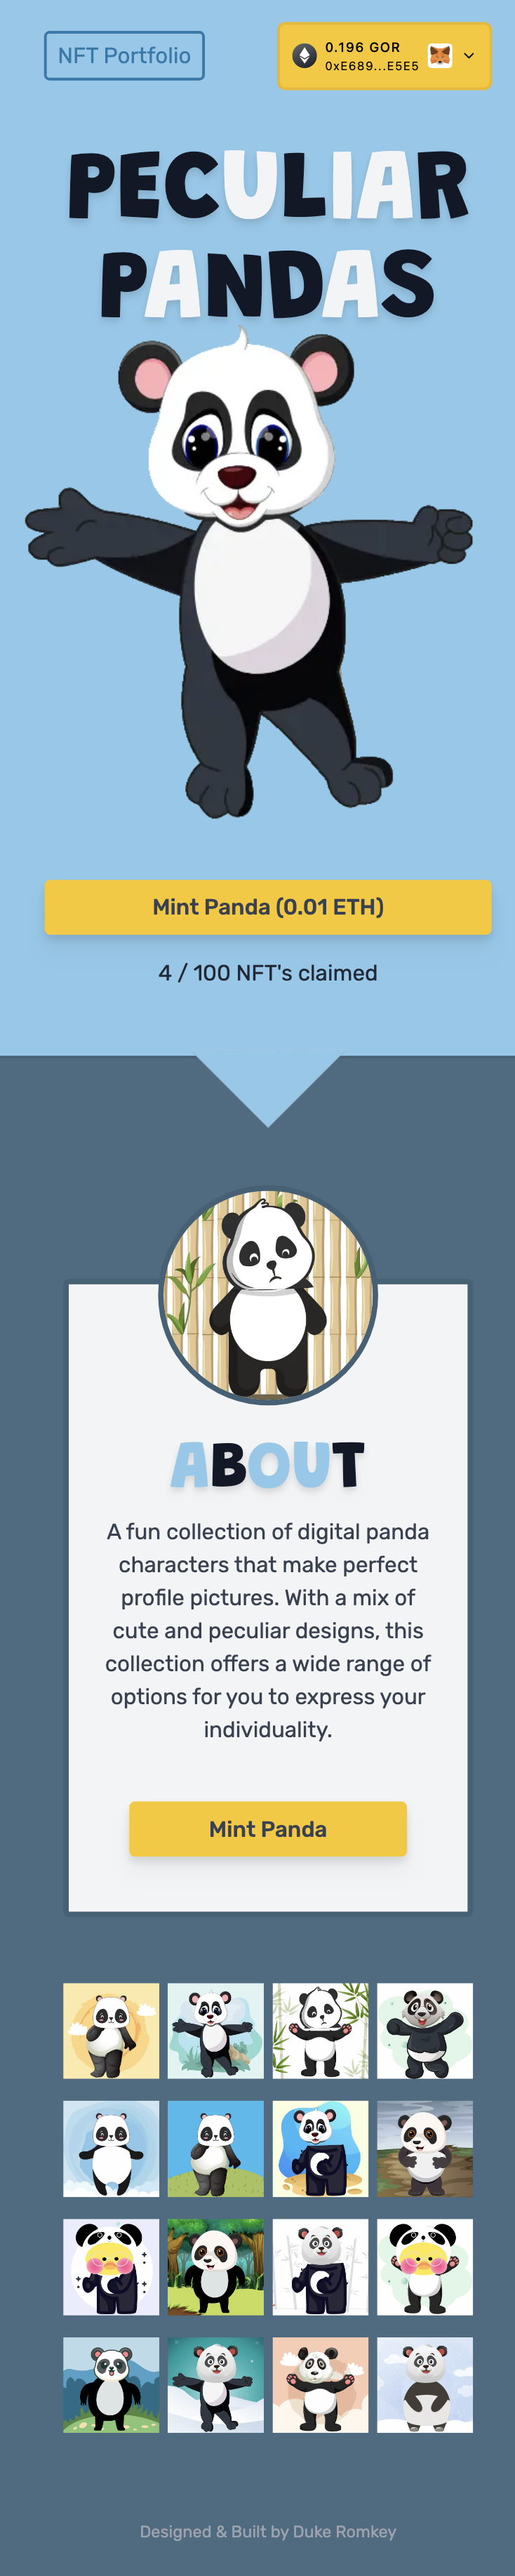 NFT Portfolio
0.196 GOR
0xE689...E5E5
PECULIAR
PANDAS
Mint Panda (0.01 ETH)
4 / 100 NFT's claimed
ABOUT
A fun collection of digital panda
characters that make perfect
profile pictures. With a mix of
cute and peculiar designs, this
collection offers a wide range of
options for you to express your
individuality.
Mint Panda
Designed & Built by Duke Romkey